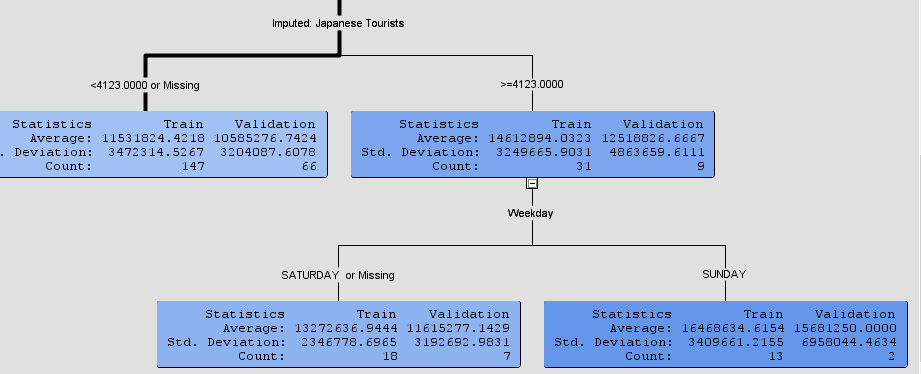 Imputed: Japanese Tourists
<4123.0000 or Missing
>=4123.0000
Statistics Train Validation
Average: 11531824.4218 10585276.7424
. Deviation: 3472314.5267 3204087.6078
Count: 147 66
Statistics Train Validation
Average: 14612894.0323 12518826.6667
Std. Deviation: 3249665.9031 4863659.6111
Count: 31 9
Weekday
SATURDAY or Missing
SUNDAY
Statistics Train Validation
Average: 13272636.9444 11615277.1429
Std. Deviation: 2346778.6965 3192692.9831
Count: 18 7
Statistics Train Validation
Average: 16468634.6154 15681250.0000
Std. Deviation: 3409661.2155 6958044.4634
Count: 13 2